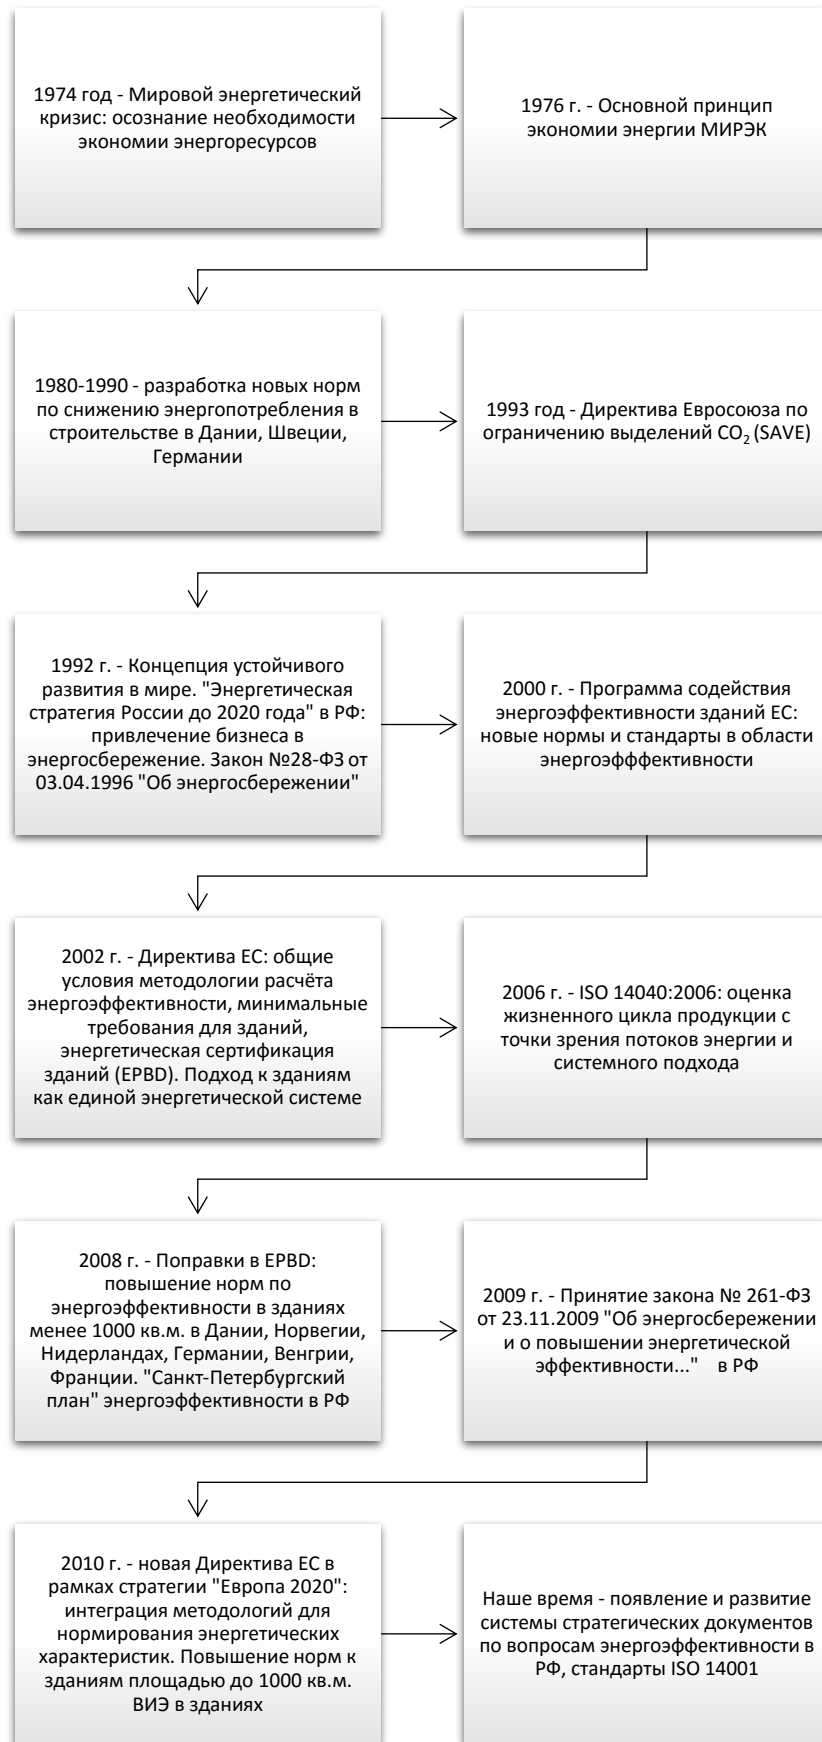 1974 год - Мировой энергетический
кризис: осознание необходимости
экономии энергоресурсов
1976 г. - Основной принцип
экономии энергии МИРЭК
1980-1990 - разработка новых норм
по снижению энергопотребления в
строительстве в Дании, Швеции,
Германии
1993 год - Директива Евросоюза по
ограничению выделений CO₂ (SAVE)
1992 г. - Концепция устойчивого
развития в мире. "Энергетическая
стратегия России до 2020 года" в РФ:
привлечение бизнеса в
энергосбережение. Закон №28-ФЗ от
03.04.1996 "Об энергосбережении"
2000 г. - Программа содействия
энергоэффективности зданий ЕС:
новые нормы и стандарты в области
энергоэфффективности
2002 г. - Директива ЕС: общие
условия методологии расчёта
энергоэффективности, минимальные
требования для зданий,
энергетическая сертификация
зданий (EPBD). Подход к зданиям
как единой энергетической системе
2006 г. - ISO 14040:2006: оценка
жизненного цикла продукции с
точки зрения потоков энергии и
системного подхода
2008 г. - Поправки в EPBD:
повышение норм по
энергоэффективности в зданиях
менее 1000 кв.м. в Дании, Норвегии,
Нидерландах, Германии, Венгрии,
Франции. "Санкт-Петербургский
план" энергоэффективности в РФ
2009 г. - Принятие закона № 261-ФЗ
от 23.11.2009 "Об энергосбережении
и о повышении энергетической
эффективности..." в РФ
2010 г. - новая Директива ЕС в
рамках стратегии "Европа 2020":
интеграция методологий для
нормирования энергетических
характеристик. Повышение норм к
зданиям площадью до 1000 кв.м.
ВИЭ в зданиях
Наше время - появление и развитие
системы стратегических документов
по вопросам энергоэффективности в
РФ, стандарты ISO 14001